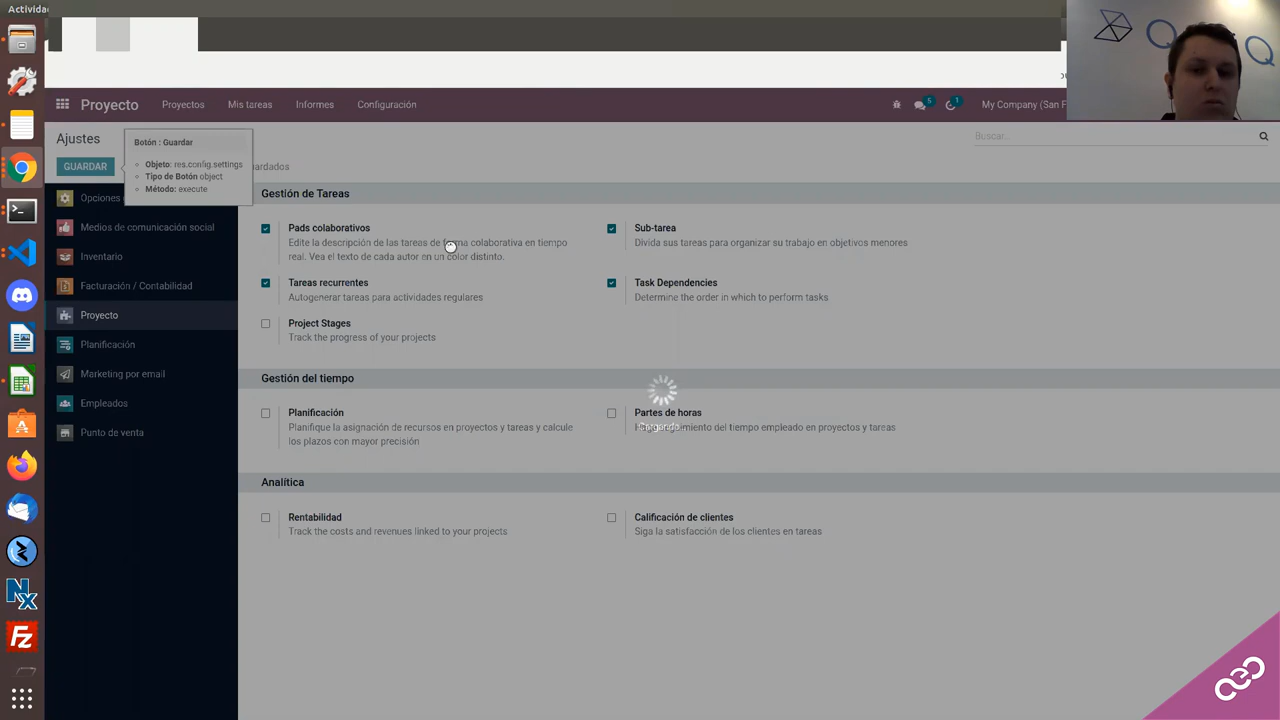 Activida
Proyecto Proyectos Mis tareas Informes Configuración 5 1 My Company (San F
Ajustes
Buscar...
GUARDAR
Botón : Guardar
Objeto: res.config.settings
Tipo de Botón object
Método: execute
uardados
Opciones
Medios de comunicación social
Inventario
Facturación / Contabilidad
Proyecto
Planificación
Marketing por email
Empleados
Punto de venta
Gestión de Tareas
Pads colaborativos
Edite la descripción de las tareas de forma colaborativa en tiempo
real. Vea el texto de cada autor en un color distinto.
Sub-tarea
Divida sus tareas para organizar su trabajo en objetivos menores
Tareas recurrentes
Autogenerar tareas para actividades regulares
Task Dependencies
Determine the order in which to perform tasks
Project Stages
Track the progress of your projects
Gestión del tiempo
Planificación
Planifique la asignación de recursos en proyectos y tareas y calcule
los plazos con mayor precisión
Partes de horas
del tiempo empleado en proyectos y tareas
Analítica
Rentabilidad
Track the costs and revenues linked to your projects
Calificación de clientes
Siga la satisfacción de los clientes en tareas